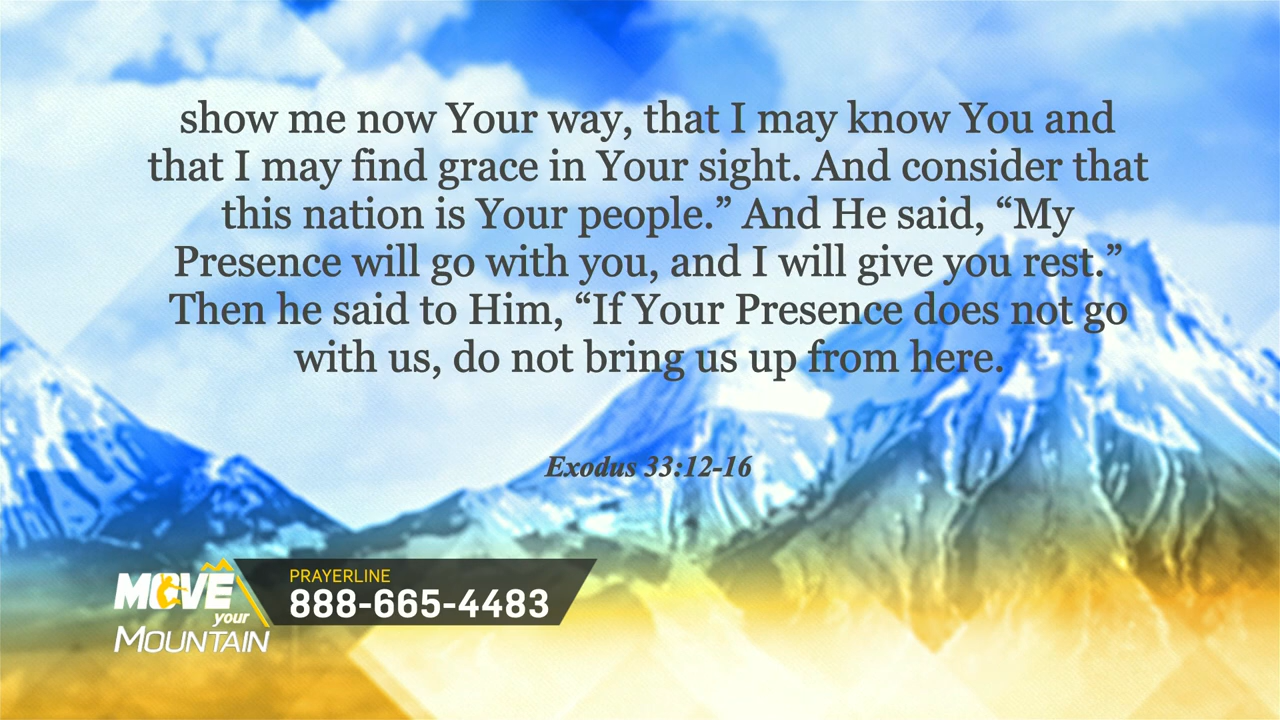 show me now Your way, that I may know You and
that I may find grace in Your sight. And consider that
this nation is Your people.” And He said, “My
Presence will go with you, and I will give you rest.”
Then he said to Him, “If Your Presence does not go
with us, do not bring us up from here.
Exodus 33:12-16
PRAYERLINE
888-665-4483
MOVE
your
MOUNTAIN